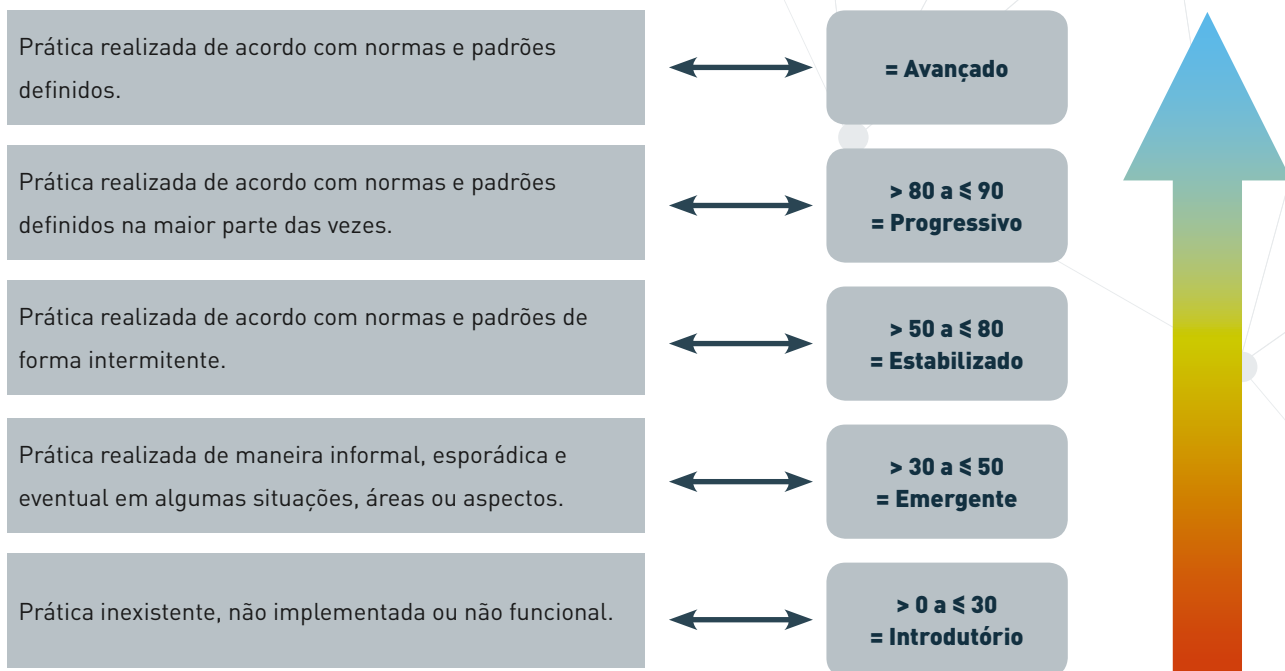 Prática realizada de acordo com normas e padrões
definidos.
= Avançado
Prática realizada de acordo com normas e padrões
definidos na maior parte das vezes.
> 80 a ≤ 90
= Progressivo
Prática realizada de acordo com normas e padrões de
forma intermitente.
> 50 a ≤ 80
= Estabilizado
Prática realizada de maneira informal, esporádica e
eventual em algumas situações, áreas ou aspectos.
> 30 a ≤ 50
= Emergente
Prática inexistente, não implementada ou não funcional.
> 0 a ≤ 30
= Introdutório